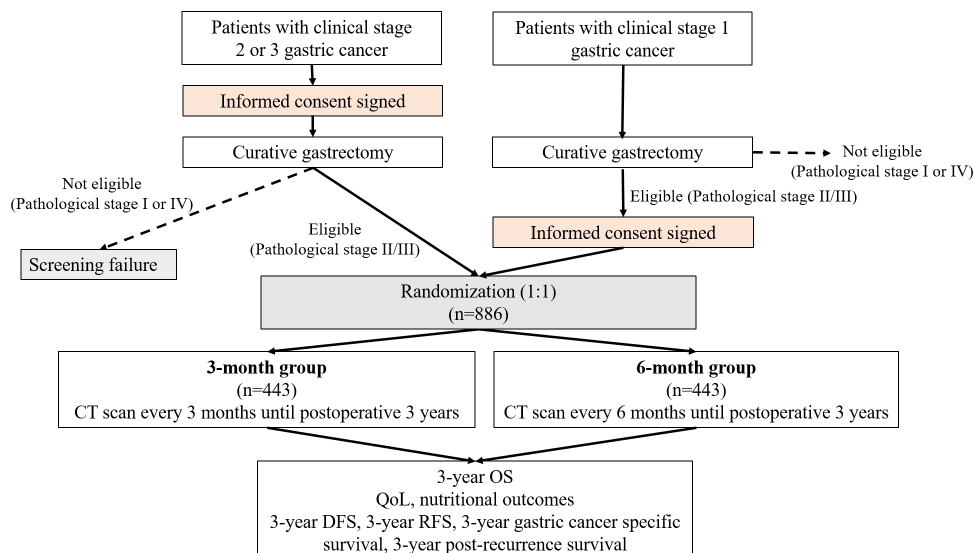 Patients with clinical stage
2 or 3 gastric cancer
Patients with clinical stage 1
gastric cancer
Informed consent signed
Curative gastrectomy
Curative gastrectomy
Not eligible
(Pathological stage I or IV)
Not eligible
(Pathological stage I or IV)
Eligible (Pathological stage II/III)
Eligible
(Pathological stage II/III)
Informed consent signed
Screening failure
Randomization (1:1)
(n=886)
3-month group
(n=443)
CT scan every 3 months until postoperative 3 years
6-month group
(n=443)
CT scan every 6 months until postoperative 3 years
3-year OS
QoL, nutritional outcomes
3-year DFS, 3-year RFS, 3-year gastric cancer specific
survival, 3-year post-recurrence survival